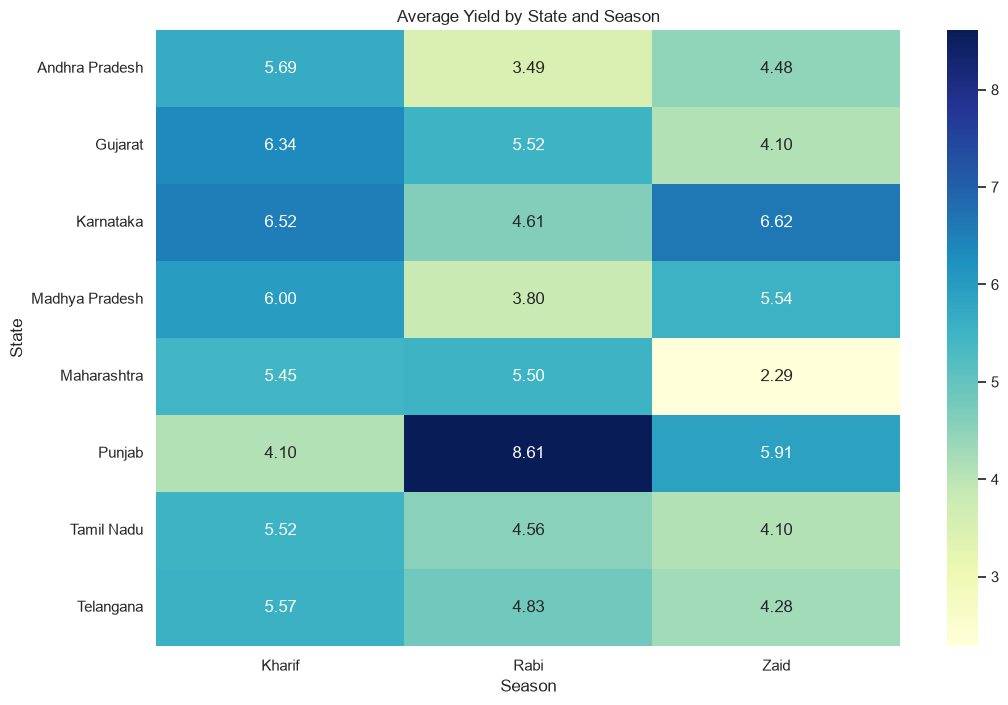 Average Yield by State and Season
State
Andhra Pradesh 5.69 3.49 4.48
Gujarat 6.34 5.52 4.10
Karnataka 6.52 4.61 6.62
Madhya Pradesh 6.00 3.80 5.54
Maharashtra 5.45 5.50 2.29
Punjab 4.10 8.61 5.91
Tamil Nadu 5.52 4.56 4.10
Telangana 5.57 4.83 4.28
Kharif Rabi Zaid
Season
8
7
6
5
4
3